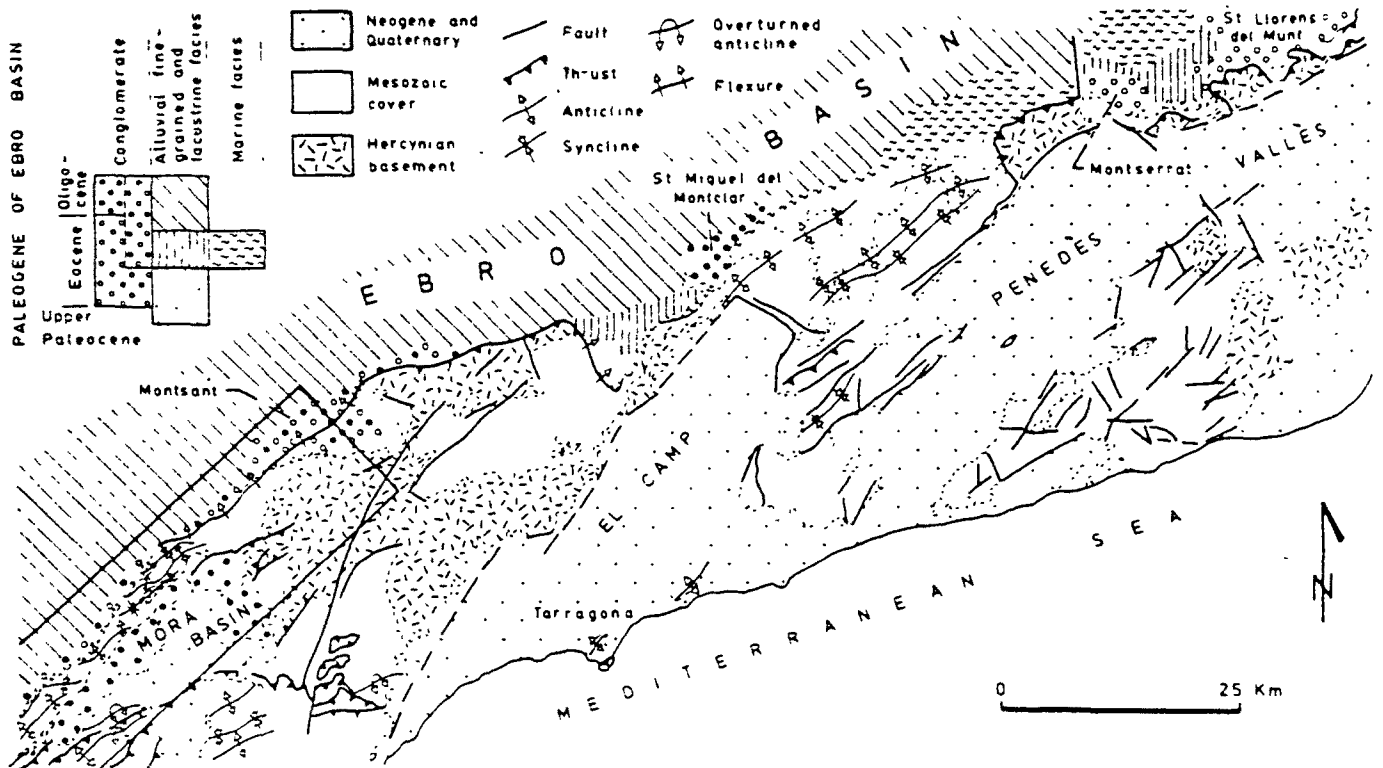 PALEOGENE OF EBRO BASIN
Conglomerate
Alluvial fine-
grained and
lacustrine facies
Marine facies
Oligo-
cene
Eocene
Upper
Paleocene
Neogene and
Quaternary
Mesozoic
cover
Hercynian
basement
Fault
Thrust
Anticline
Syncline
Overturned
anticline
Flexure
EBRO BASIN
St Llorens
del Munt
Montserrat
VALLÈS
St Miquel del
Montclar
PENEDÈS
Montsant
EL CAMP
MORA
BASIN
Tarragona
MEDITERRANEAN SEA
N
0 25 Km